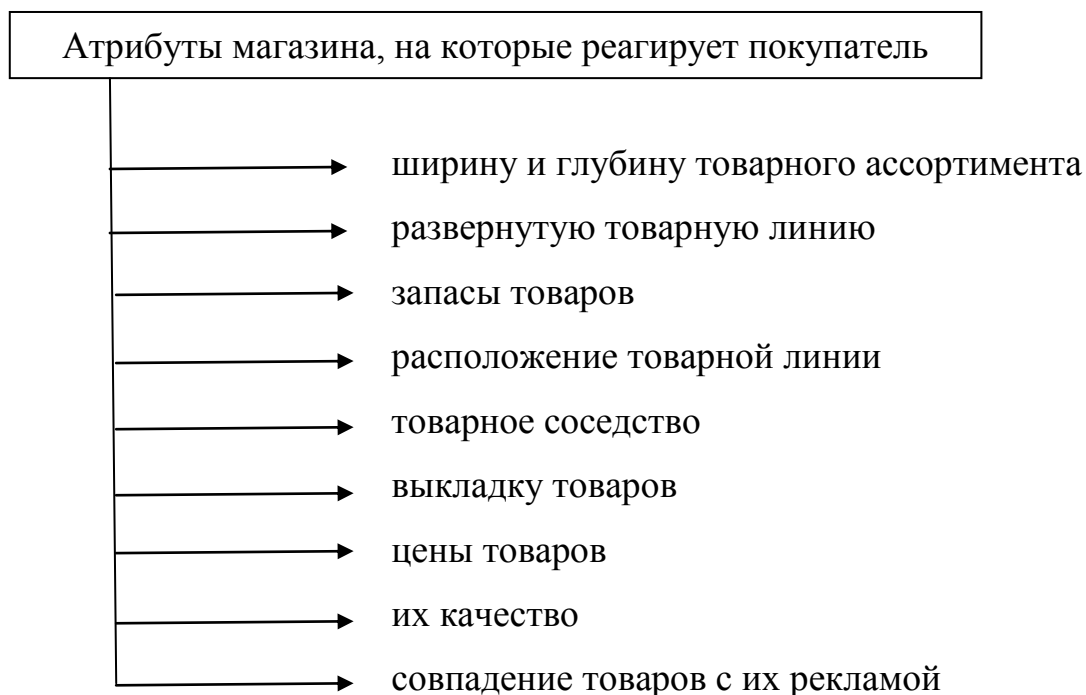 Атрибуты магазина, на которые реагирует покупатель
ширину и глубину товарного ассортимента
развернутую товарную линию
запасы товаров
расположение товарной линии
товарное соседство
выкладку товаров
цены товаров
их качество
совпадение товаров с их рекламой